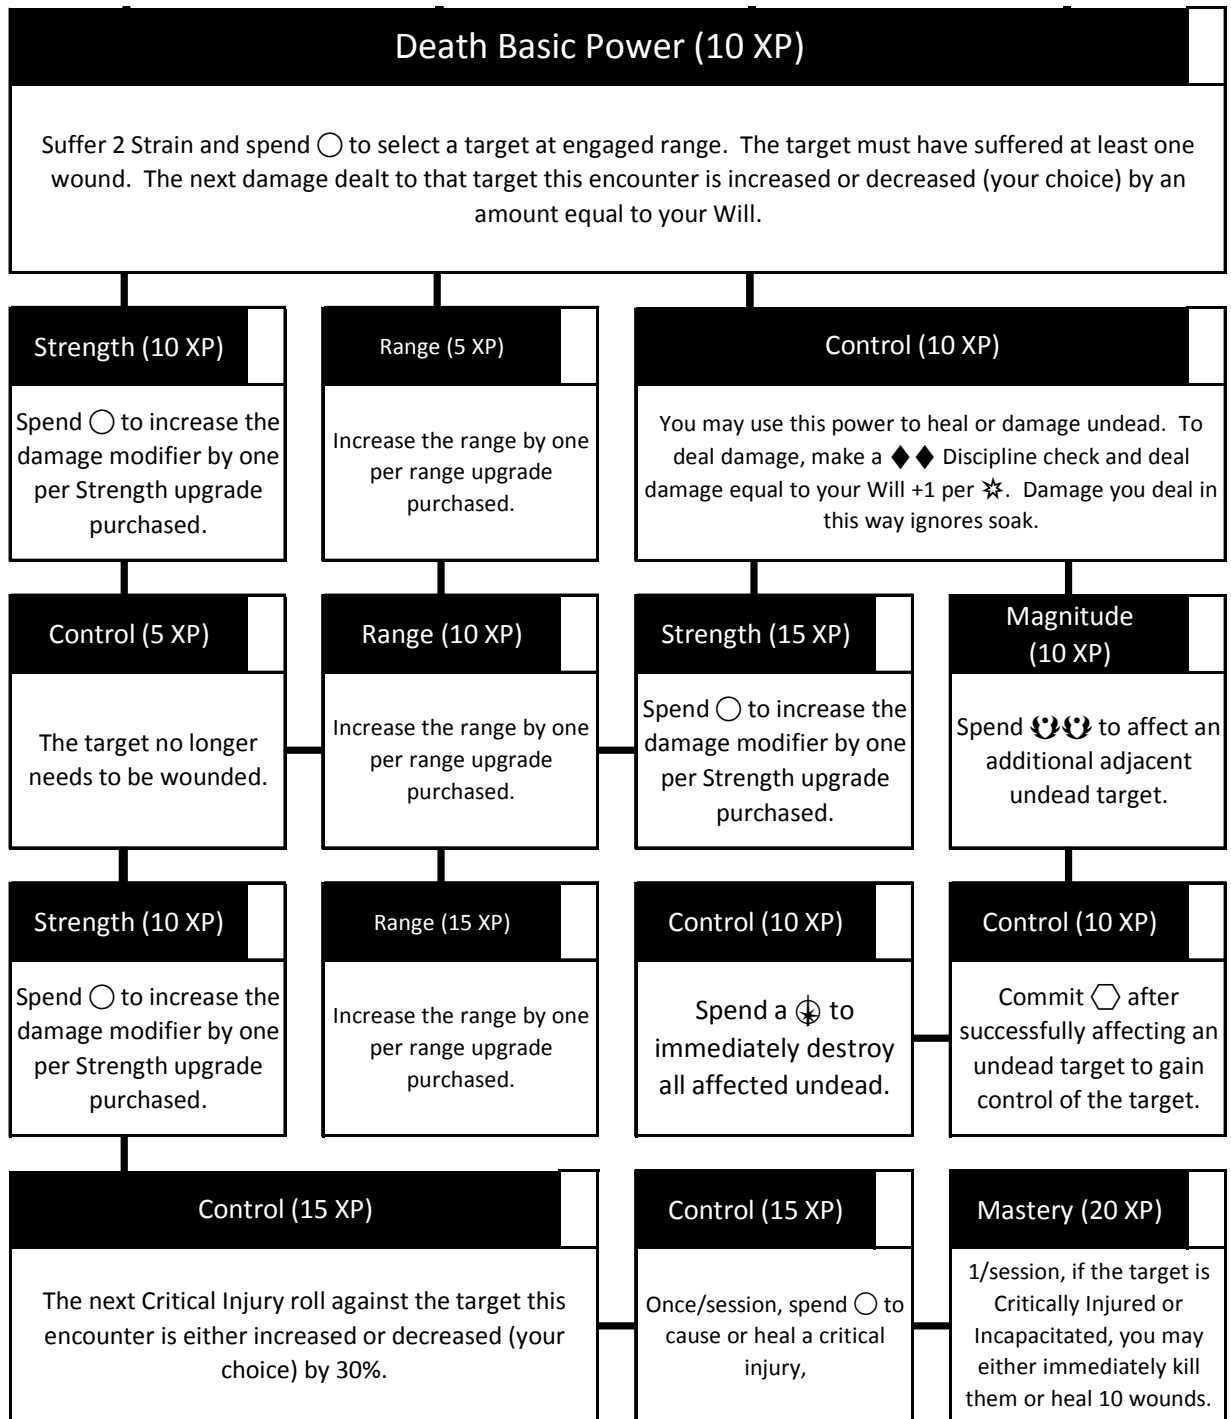 Death Basic Power (10 XP)
Suffer 2 Strain and spend ○ to select a target at engaged range. The target must have suffered at least one
wound. The next damage dealt to that target this encounter is increased or decreased (your choice) by an
amount equal to your Will.
Strength (10 XP)
Spend ○ to increase the
damage modifier by one
per Strength upgrade
purchased.
Range (5 XP)
Increase the range by one
per range upgrade
purchased.
Control (10 XP)
You may use this power to heal or damage undead. To
deal damage, make a ♦♦ Discipline check and deal
damage equal to your Will +1 per ✲. Damage you deal in
this way ignores soak.
Control (5 XP)
The target no longer
needs to be wounded.
Range (10 XP)
Increase the range by one
per range upgrade
purchased.
Strength (15 XP)
Spend ○ to increase the
damage modifier by one
per Strength upgrade
purchased.
Magnitude
(10 XP)
Spend to affect an
additional adjacent
undead target.
Strength (10 XP)
Spend ○ to increase the
damage modifier by one
per Strength upgrade
purchased.
Range (15 XP)
Increase the range by one
per range upgrade
purchased.
Control (10 XP)
Spend a to
immediately destroy
all affected undead.
Control (10 XP)
Commit ⬡ after
successfully affecting an
undead target to gain
control of the target.
Control (15 XP)
The next Critical Injury roll against the target this
encounter is either increased or decreased (your
choice) by 30%.
Control (15 XP)
Once/session, spend ○ to
cause or heal a critical
injury,
Mastery (20 XP)
1/session, if the target is
Critically Injured or
Incapacitated, you may
either immediately kill
them or heal 10 wounds.